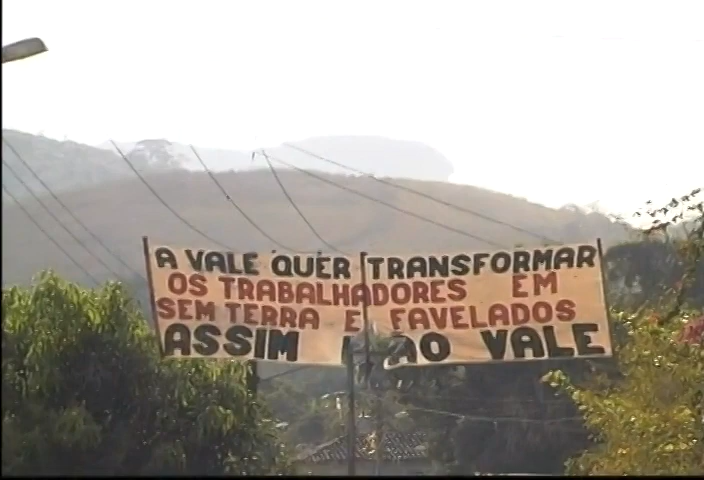 A VALE QUER TRANSFORMAR
OS TRABALHADORES EM
SEM TERRA E FAVELADOS
ASSIM NÃO VALE